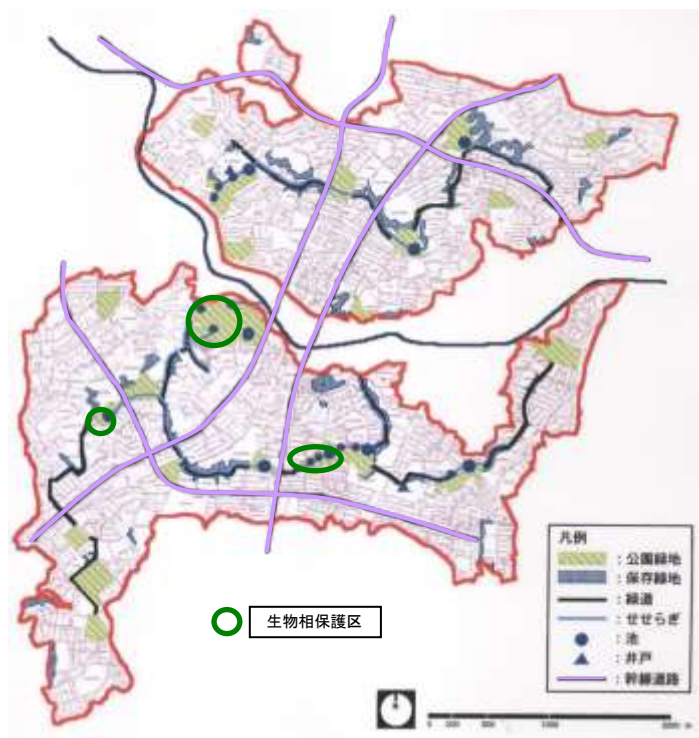 生物相保護区
凡例
：公園緑地
：保存緑地
：緑道
：せせらぎ
：池
：井戸
：幹線道路